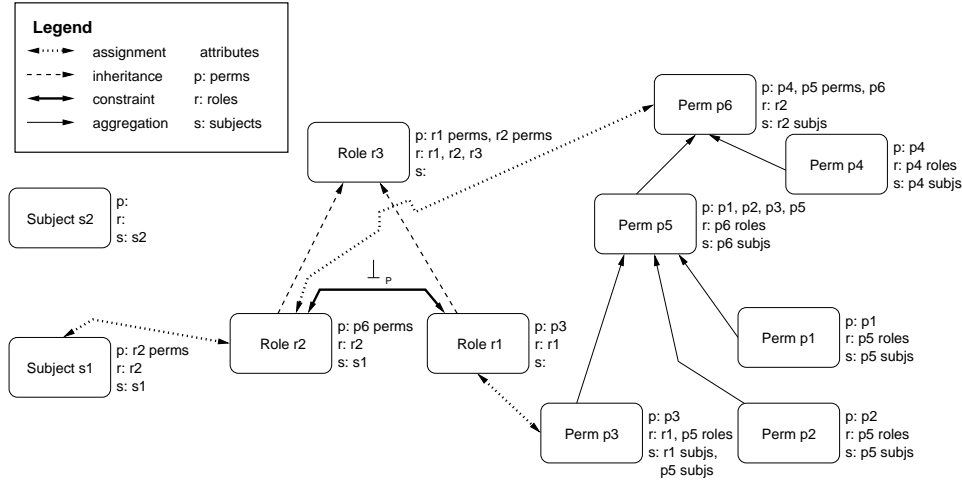 Legend
assignment attributes
inheritance p: perms
constraint r: roles
aggregation s: subjects
Role r3
p: r1 perms, r2 perms
r: r1, r2, r3
s:
Perm p6
p: p4, p5 perms, p6
r: r2
s: r2 subjs
Perm p4
p: p4
r: p4 roles
s: p4 subjs
Subject s2
p:
r:
s: s2
Perm p5
p: p1, p2, p3, p5
r: p6 roles
s: p6 subjs
⊥ P
Subject s1
p: r2 perms
r: r2
s: s1
Role r2
p: p6 perms
r: r2
s: s1
Role r1
p: p3
r: r1
s:
Perm p1
p: p1
r: p5 roles
s: p5 subjs
Perm p3
p: p3
r: r1, p5 roles
s: r1 subjs,
p5 subjs
Perm p2
p: p2
r: p5 roles
s: p5 subjs